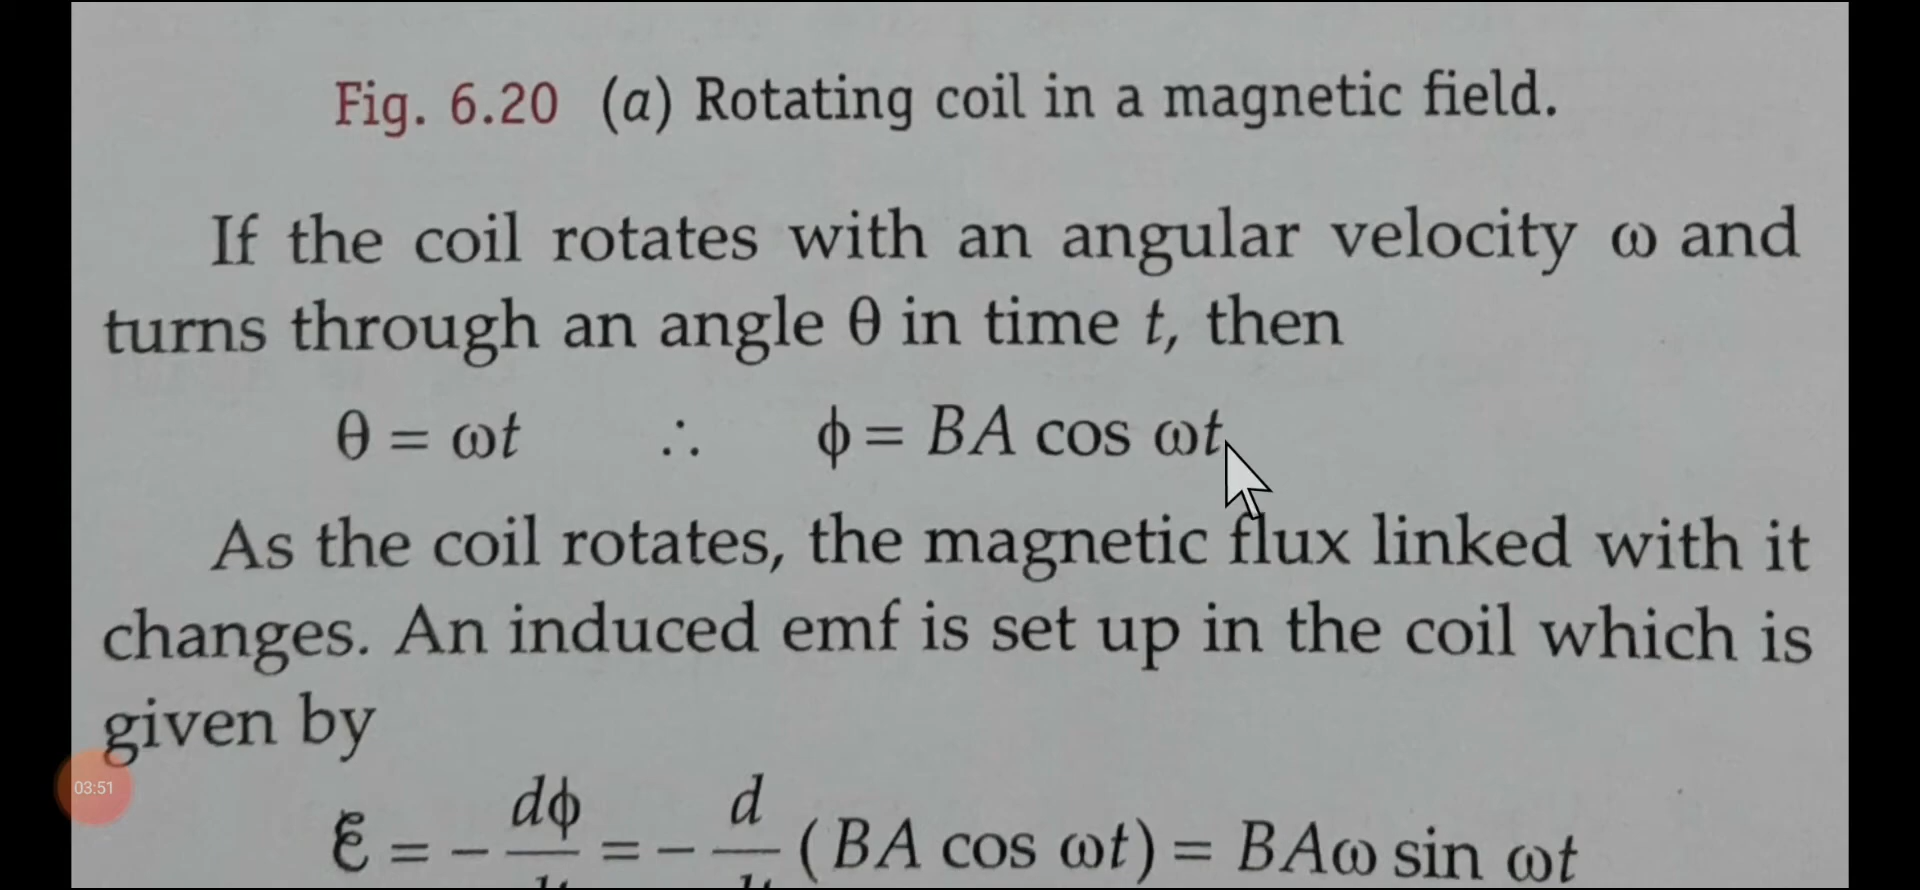 Fig. 6.20 (a) Rotating coil in a magnetic field.
If the coil rotates with an angular velocity ω and
turns through an angle θ in time t, then
θ = ωt ∴ ϕ = BA cos ωt
As the coil rotates, the magnetic flux linked with it
changes. An induced emf is set up in the coil which is
given by
ℰ = − dϕ/dt = − d/dt (BA cos ωt) = BAω sin ωt
03:51